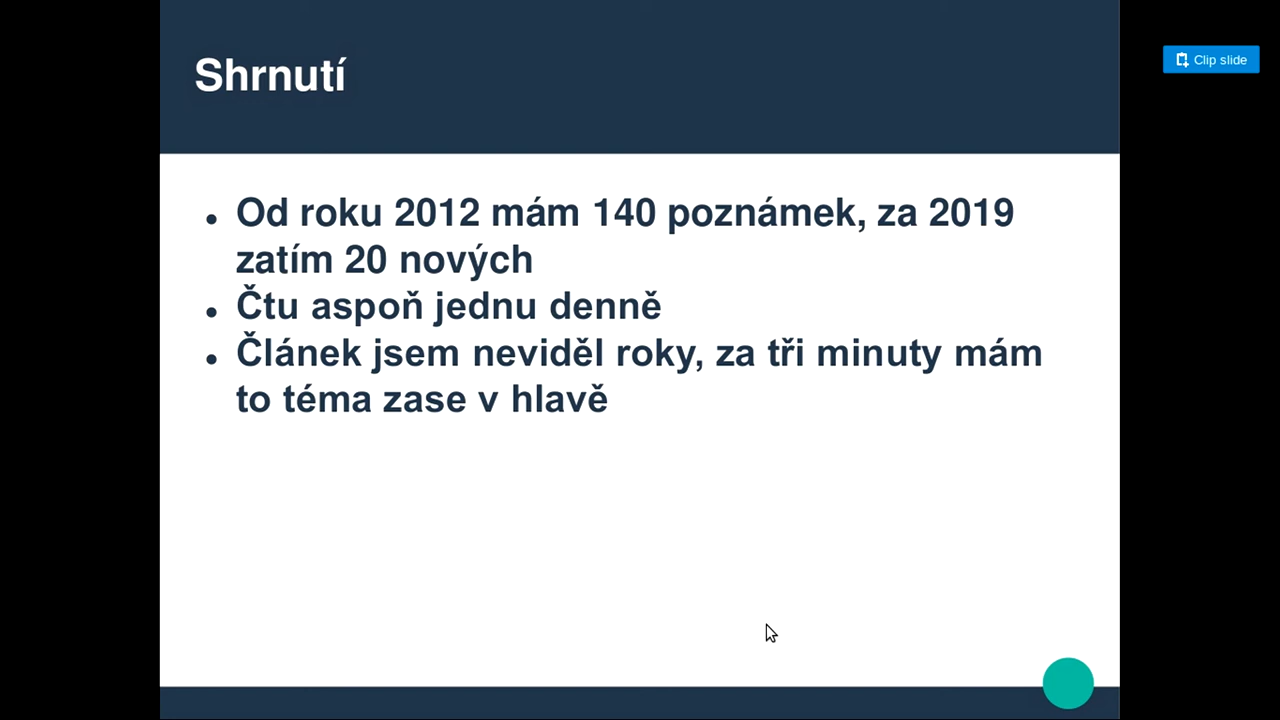 Shrnutí
Clip slide
• Od roku 2012 mám 140 poznámek, za 2019
zatím 20 nových
• Čtu aspoň jednu denně
• Článek jsem neviděl roky, za tři minuty mám
to téma zase v hlavě